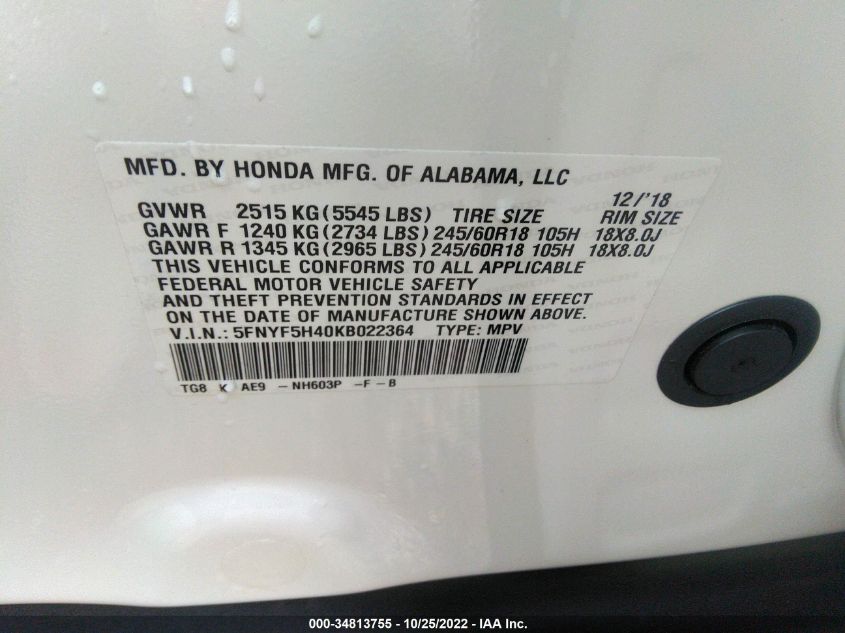 MFD. BY HONDA MFG. OF ALABAMA, LLC 12/'18
GVWR 2515 KG (5545 LBS) TIRE SIZE RIM SIZE
GAWR F 1240 KG (2734 LBS) 245/60R18 105H 18X8.0J
GAWR R 1345 KG (2965 LBS) 245/60R18 105H 18X8.0J
THIS VEHICLE CONFORMS TO ALL APPLICABLE
FEDERAL MOTOR VEHICLE SAFETY
AND THEFT PREVENTION STANDARDS IN EFFECT
ON THE DATE OF MANUFACTURE SHOWN ABOVE.
V.I.N.: 5FNYF5H40KB022364 TYPE: MPV
TG8 K AE9 - NH603P - F - B
000-34813755 - 10/25/2022 - IAA Inc.